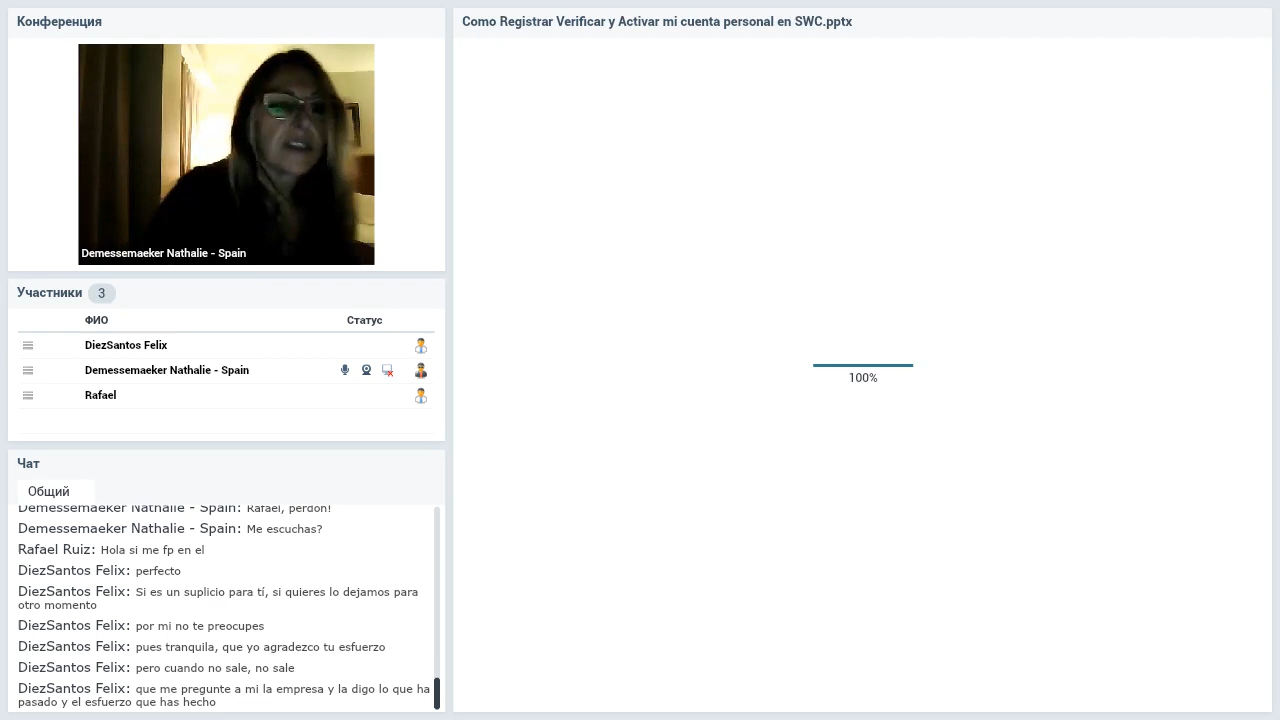 Конференция
Demessemaeker Nathalie - Spain
Участники 3
ФИО Статус
DiezSantos Felix
Demessemaeker Nathalie - Spain
Rafael
Чат
Общий
Demessemaeker Nathalie - Spain: Rafael, perdon!
Demessemaeker Nathalie - Spain: Me escuchas?
Rafael Ruiz: Hola si me fp en el
DiezSantos Felix: perfecto
DiezSantos Felix: Si es un suplicio para tí, si quieres lo dejamos para
otro momento
DiezSantos Felix: por mi no te preocupes
DiezSantos Felix: pues tranquila, que yo agradezco tu esfuerzo
DiezSantos Felix: pero cuando no sale, no sale
DiezSantos Felix: que me pregunte a mi la empresa y la digo lo que ha
pasado y el esfuerzo que has hecho
Como Registrar Verificar y Activar mi cuenta personal en SWC.pptx
100%